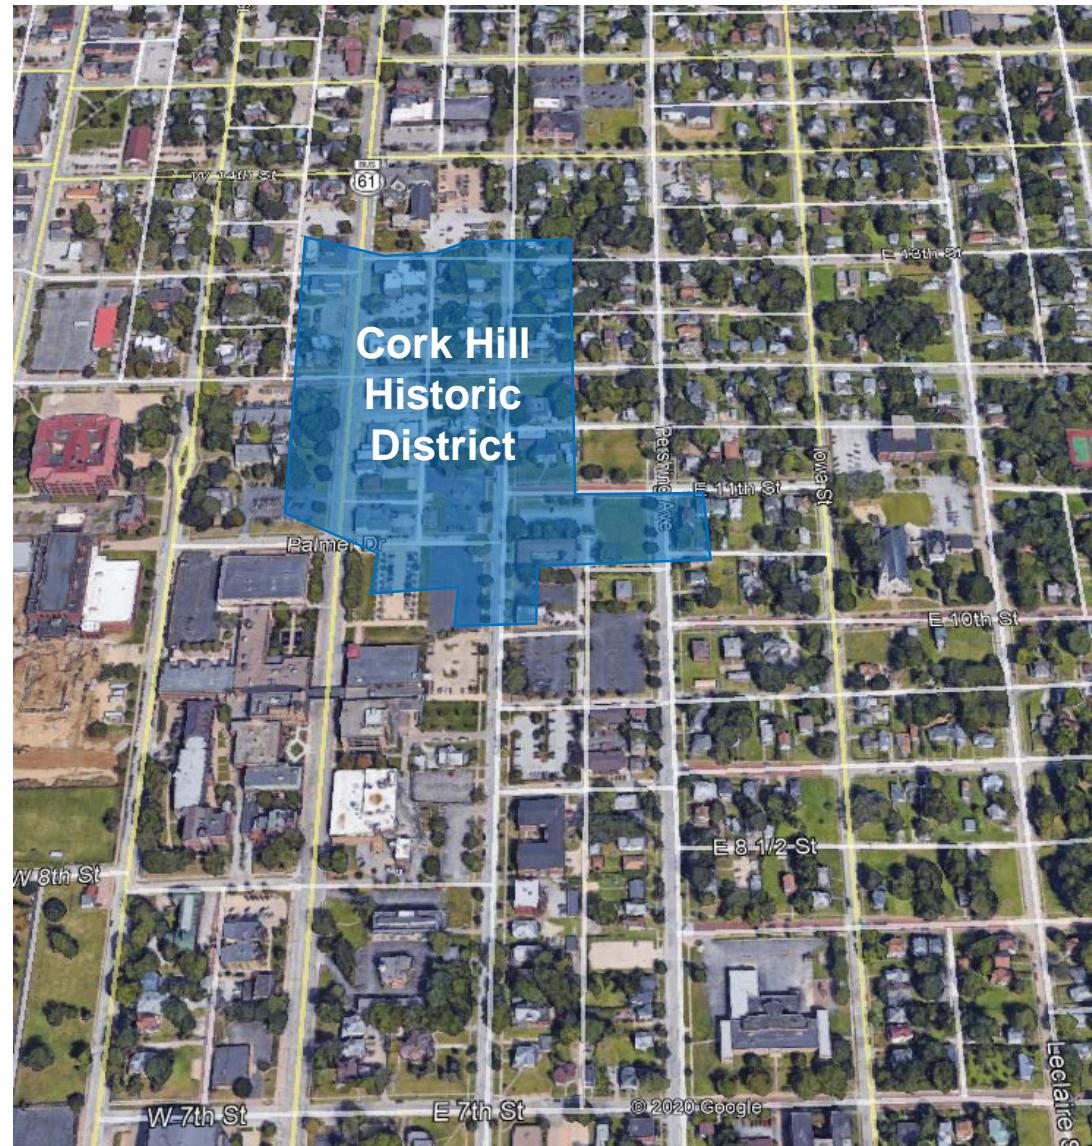 W 14th St
BUS
61
E 13th St
Cork Hill
Historic
District
Pershing Ave
Iowa St
E 11th St
Palmer Dr
E 10th St
E 8 1/2 St
W 8th St
Leclaire S
W 7th St
E 7th St
© 2020 Google